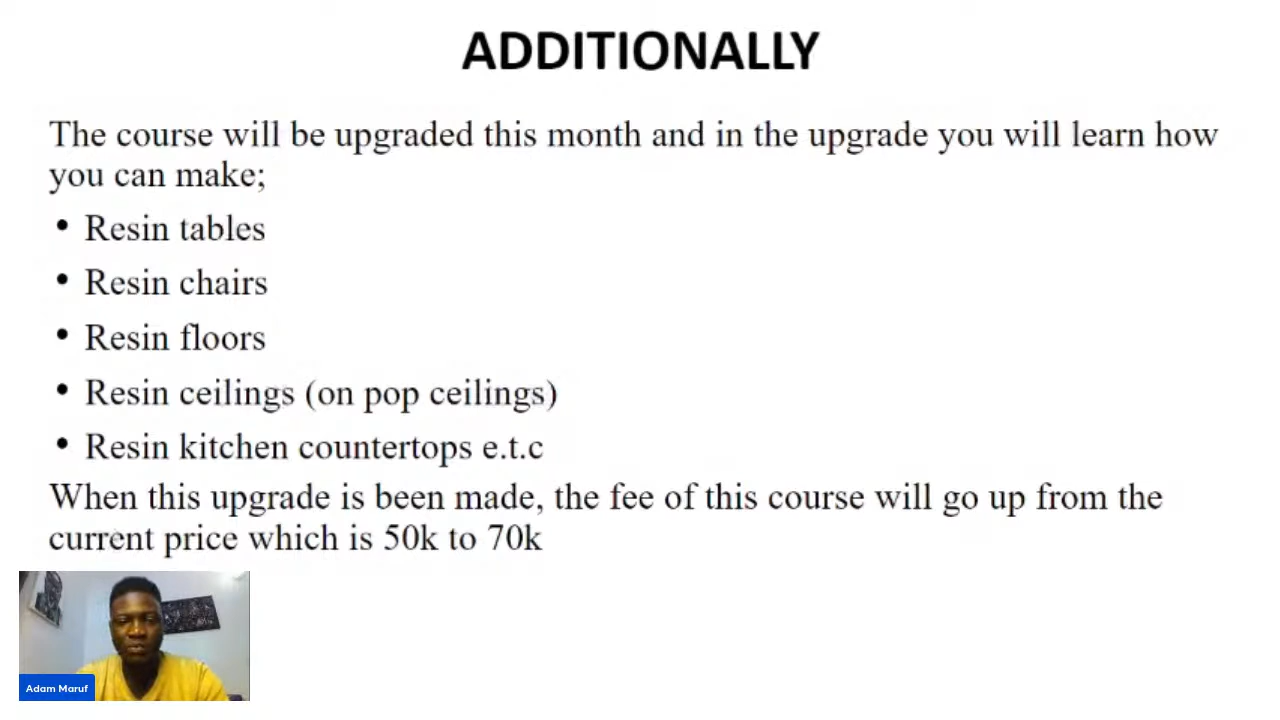 ADDITIONALLY
The course will be upgraded this month and in the upgrade you will learn how
you can make;
• Resin tables
• Resin chairs
• Resin floors
• Resin ceilings (on pop ceilings)
• Resin kitchen countertops e.t.c
When this upgrade is been made, the fee of this course will go up from the
current price which is 50k to 70k
Adam Maruf